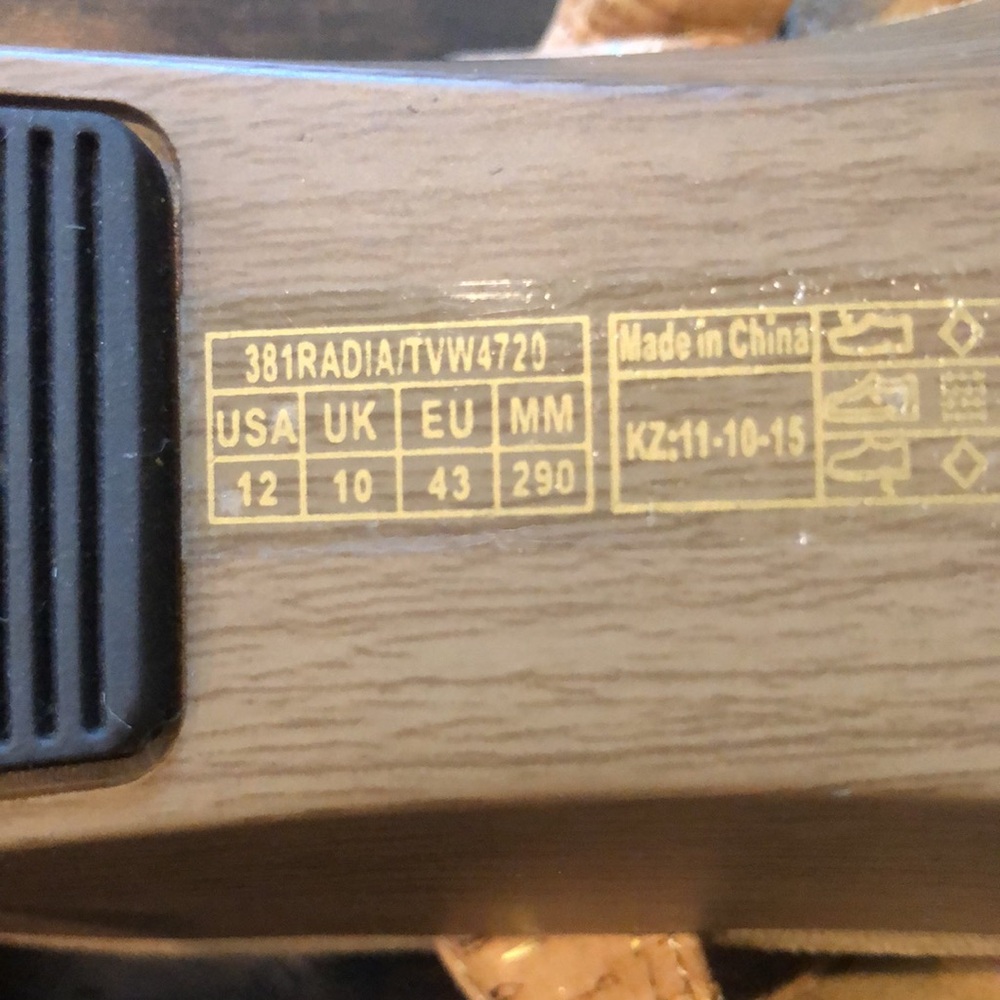 381RADIA/TVW4720
USA UK EU MM
12 10 43 290
Made in China
KZ:11-10-15